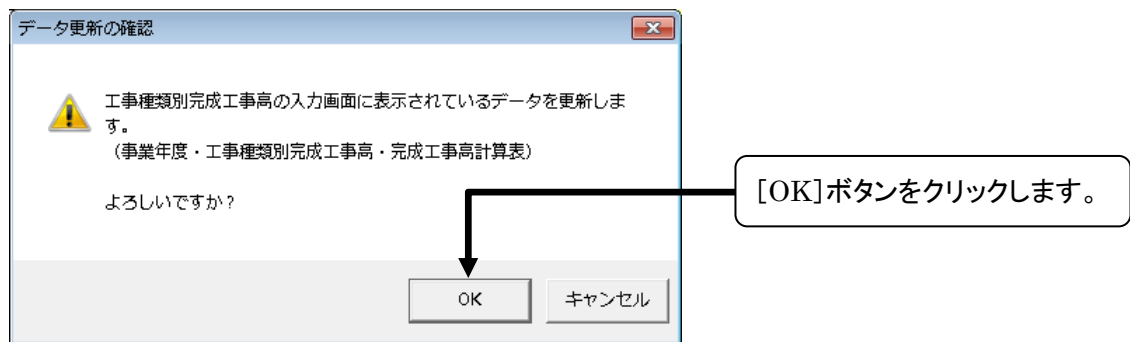 データ更新の確認
工事種類別完成工事高の入力画面に表示されているデータを更新しま
す。
（事業年度・工事種類別完成工事高・完成工事高計算表）
よろしいですか？
[OK]ボタンをクリックします。
OK キャンセル